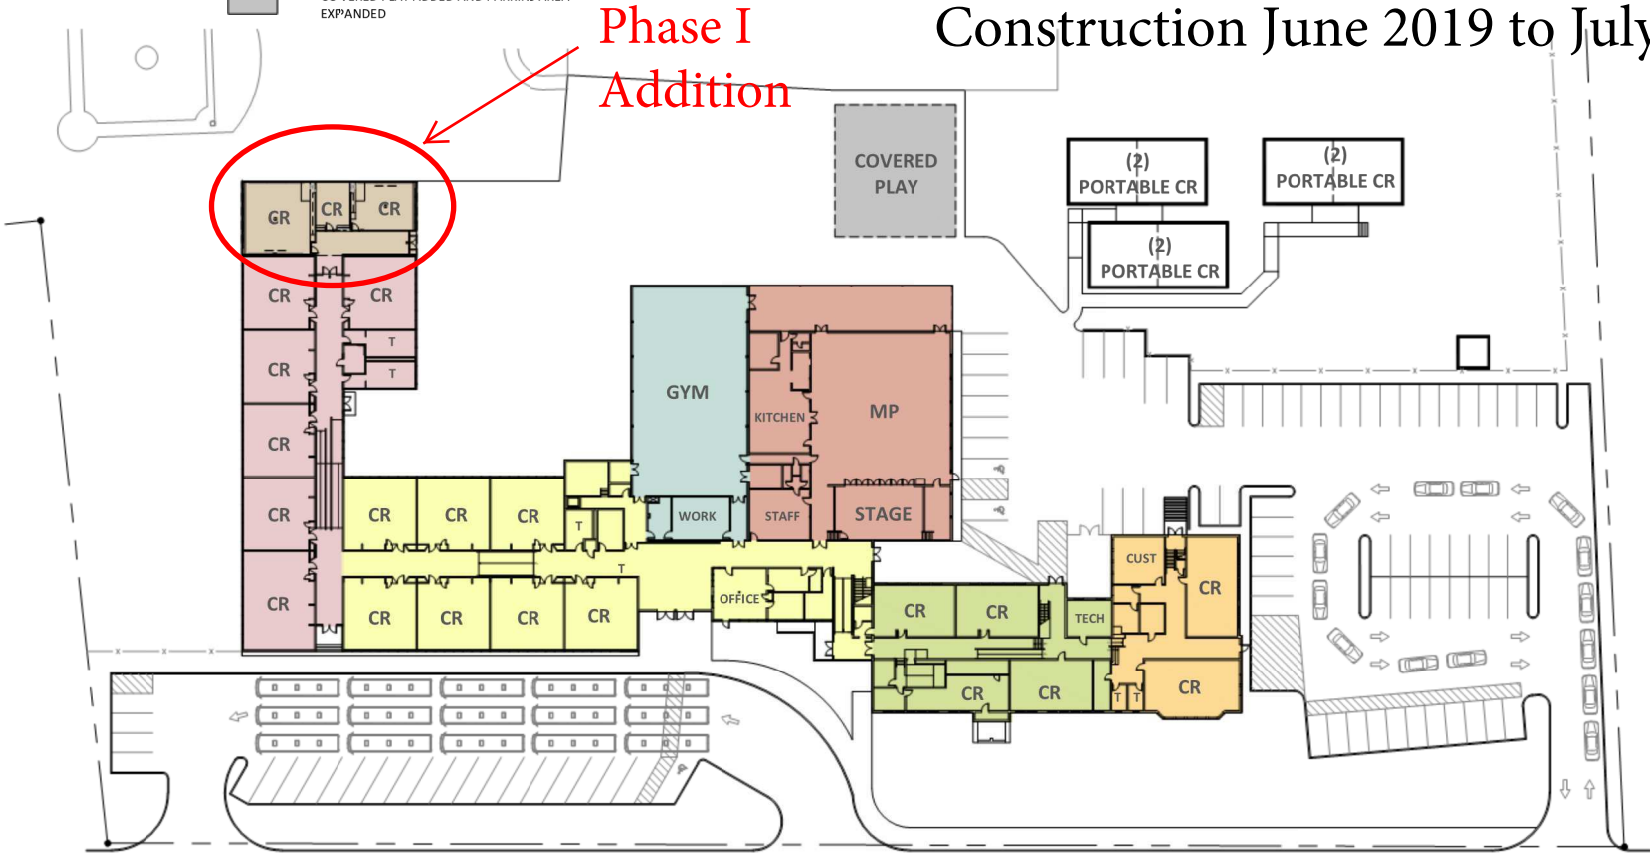 EXPANDED
Phase I
Addition
Construction June 2019 to July
COVERED
PLAY
(2)
PORTABLE CR
(2)
PORTABLE CR
(2)
PORTABLE CR
CR
CR
CR
CR
CR
T
T
CR
CR
CR
CR
GYM
KITCHEN
MP
WORK
STAFF
STAGE
CR
CR
CR
T
T
CR
CR
CR
CR
OFFICE
CR
CR
TECH
CUST
CR
CR
CR
T
T
CR